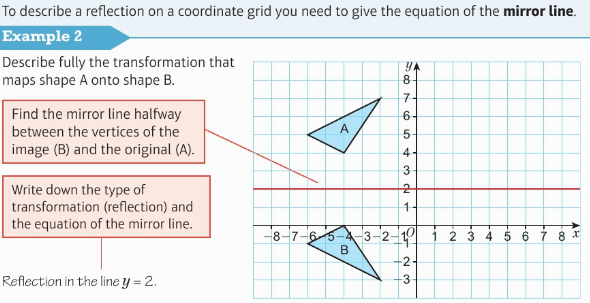 To describe a reflection on a coordinate grid you need to give the equation of the mirror line.
Example 2
Describe fully the transformation that
maps shape A onto shape B.
Find the mirror line halfway
between the vertices of the
image (B) and the original (A).
Write down the type of
transformation (reflection) and
the equation of the mirror line.
Reflection in the line y = 2.
y
8
7
6
5
4
3
2
1
A
-8 -7 -6 -5 -4 -3 -2 -1 O 1 2 3 4 5 6 7 8 x
-1
B
-2
-3